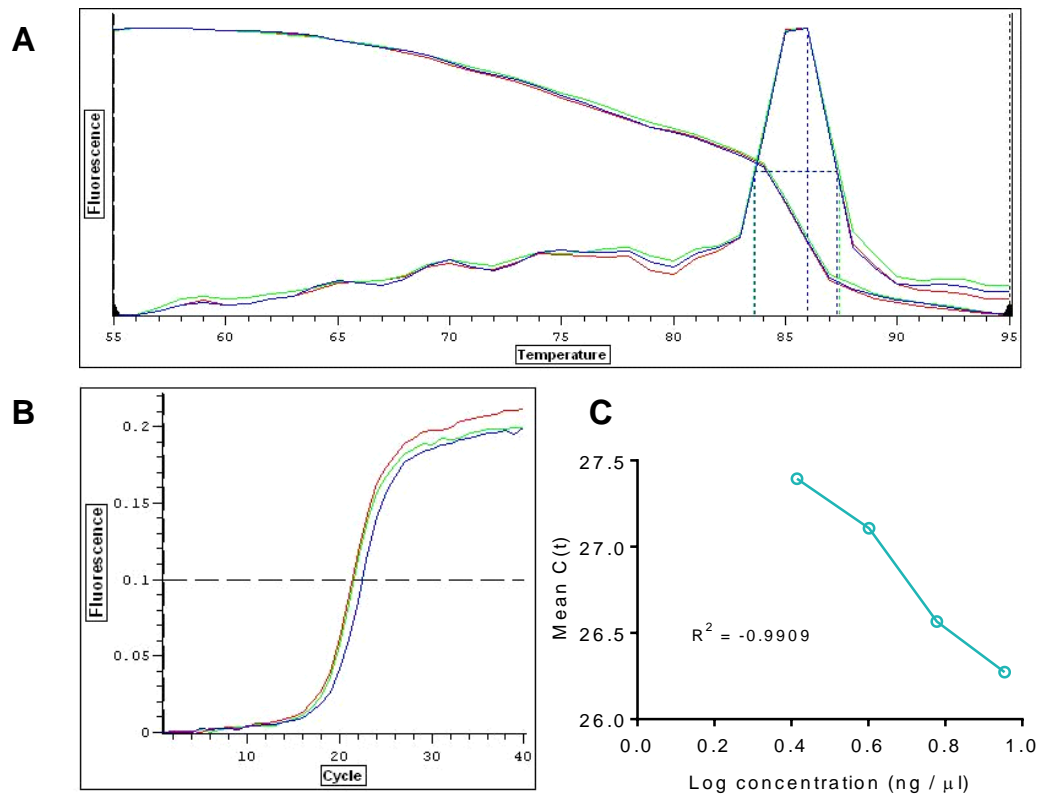 A
Fluorescence
55 60 65 70 75 80 85 90 95
Temperature
B
Fluorescence
0.2
0.15
0.1
0.05
0
10 20 30 40
Cycle
C
Mean C(t)
27.5
27.0
26.5
26.0
R² = -0.9909
0.0 0.2 0.4 0.6 0.8 1.0
Log concentration (ng / µl)